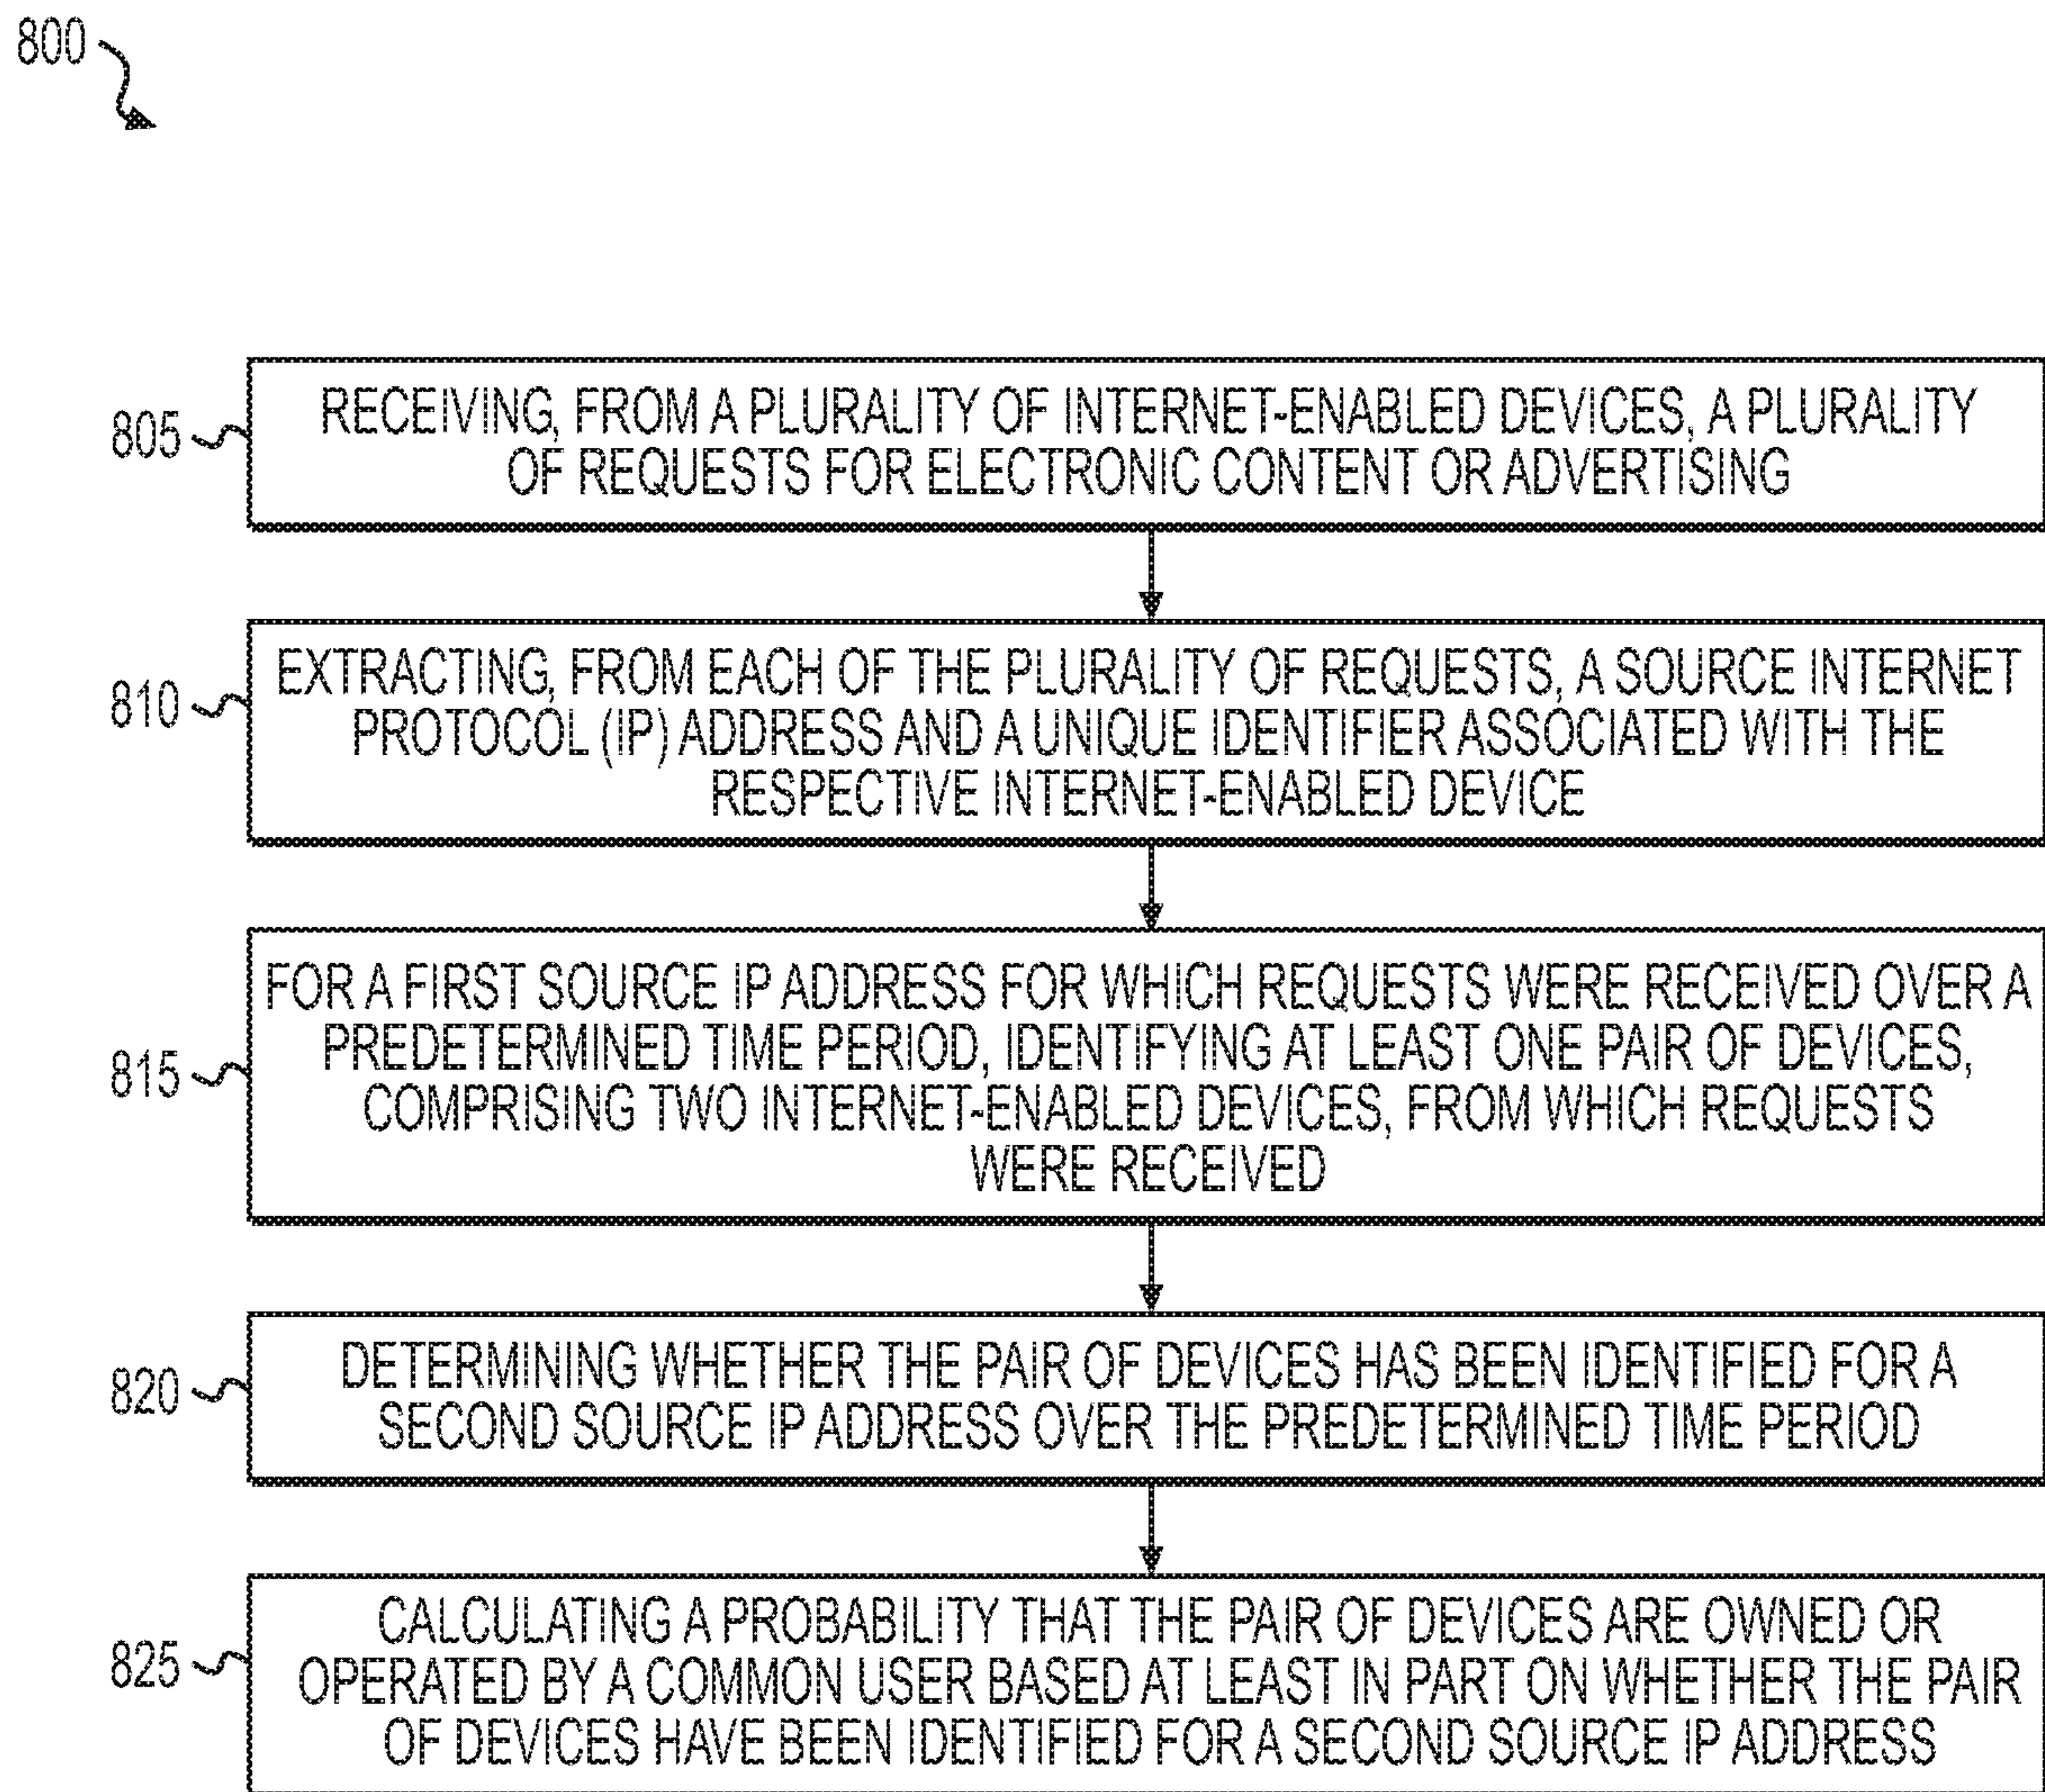 800
805
RECEIVING, FROM A PLURALITY OF INTERNET-ENABLED DEVICES, A PLURALITY
OF REQUESTS FOR ELECTRONIC CONTENT OR ADVERTISING
810
EXTRACTING, FROM EACH OF THE PLURALITY OF REQUESTS, A SOURCE INTERNET
PROTOCOL (IP) ADDRESS AND A UNIQUE IDENTIFIER ASSOCIATED WITH THE
RESPECTIVE INTERNET-ENABLED DEVICE
815
FOR A FIRST SOURCE IP ADDRESS FOR WHICH REQUESTS WERE RECEIVED OVER A
PREDETERMINED TIME PERIOD, IDENTIFYING AT LEAST ONE PAIR OF DEVICES,
COMPRISING TWO INTERNET-ENABLED DEVICES, FROM WHICH REQUESTS
WERE RECEIVED
820
DETERMINING WHETHER THE PAIR OF DEVICES HAS BEEN IDENTIFIED FOR A
SECOND SOURCE IP ADDRESS OVER THE PREDETERMINED TIME PERIOD
825
CALCULATING A PROBABILITY THAT THE PAIR OF DEVICES ARE OWNED OR
OPERATED BY A COMMON USER BASED AT LEAST IN PART ON WHETHER THE PAIR
OF DEVICES HAVE BEEN IDENTIFIED FOR A SECOND SOURCE IP ADDRESS